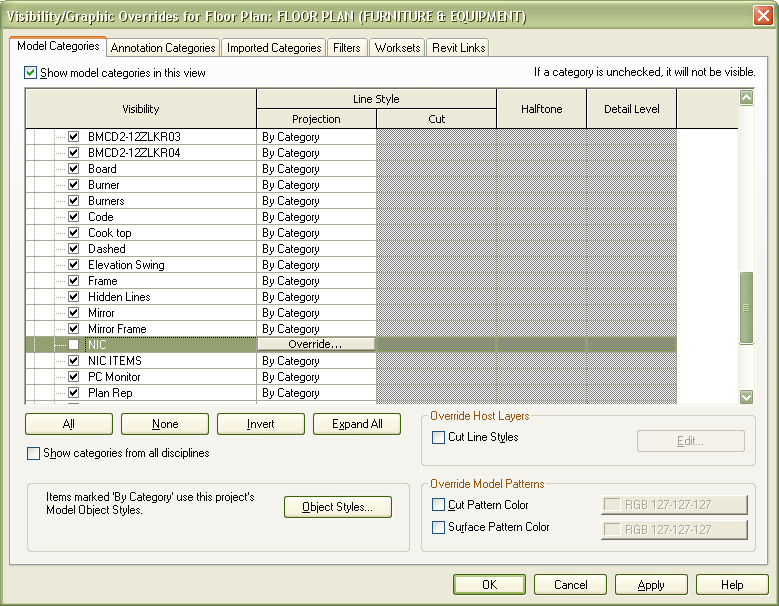 Visibility/Graphic Overrides for Floor Plan: FLOOR PLAN (FURNITURE & EQUIPMENT)
Model Categories Annotation Categories Imported Categories Filters Worksets Revit Links
Show model categories in this view
If a category is unchecked, it will not be visible.
Visibility Line Style Halftone Detail Level
Projection Cut
BMCD2-12ZLKR03 By Category
BMCD2-12ZLKR04 By Category
Board By Category
Burner By Category
Burners By Category
Code By Category
Cook top By Category
Dashed By Category
Elevation Swing By Category
Frame By Category
Hidden Lines By Category
Mirror By Category
Mirror Frame By Category
NIC Override...
NIC ITEMS By Category
PC Monitor By Category
Plan Rep By Category
All None Invert Expand All
Show categories from all disciplines
Override Host Layers
Cut Line Styles Edit...
Items marked 'By Category' use this project's
Model Object Styles.
Object Styles...
Override Model Patterns
Cut Pattern Color RGB 127-127-127
Surface Pattern Color RGB 127-127-127
OK Cancel Apply Help